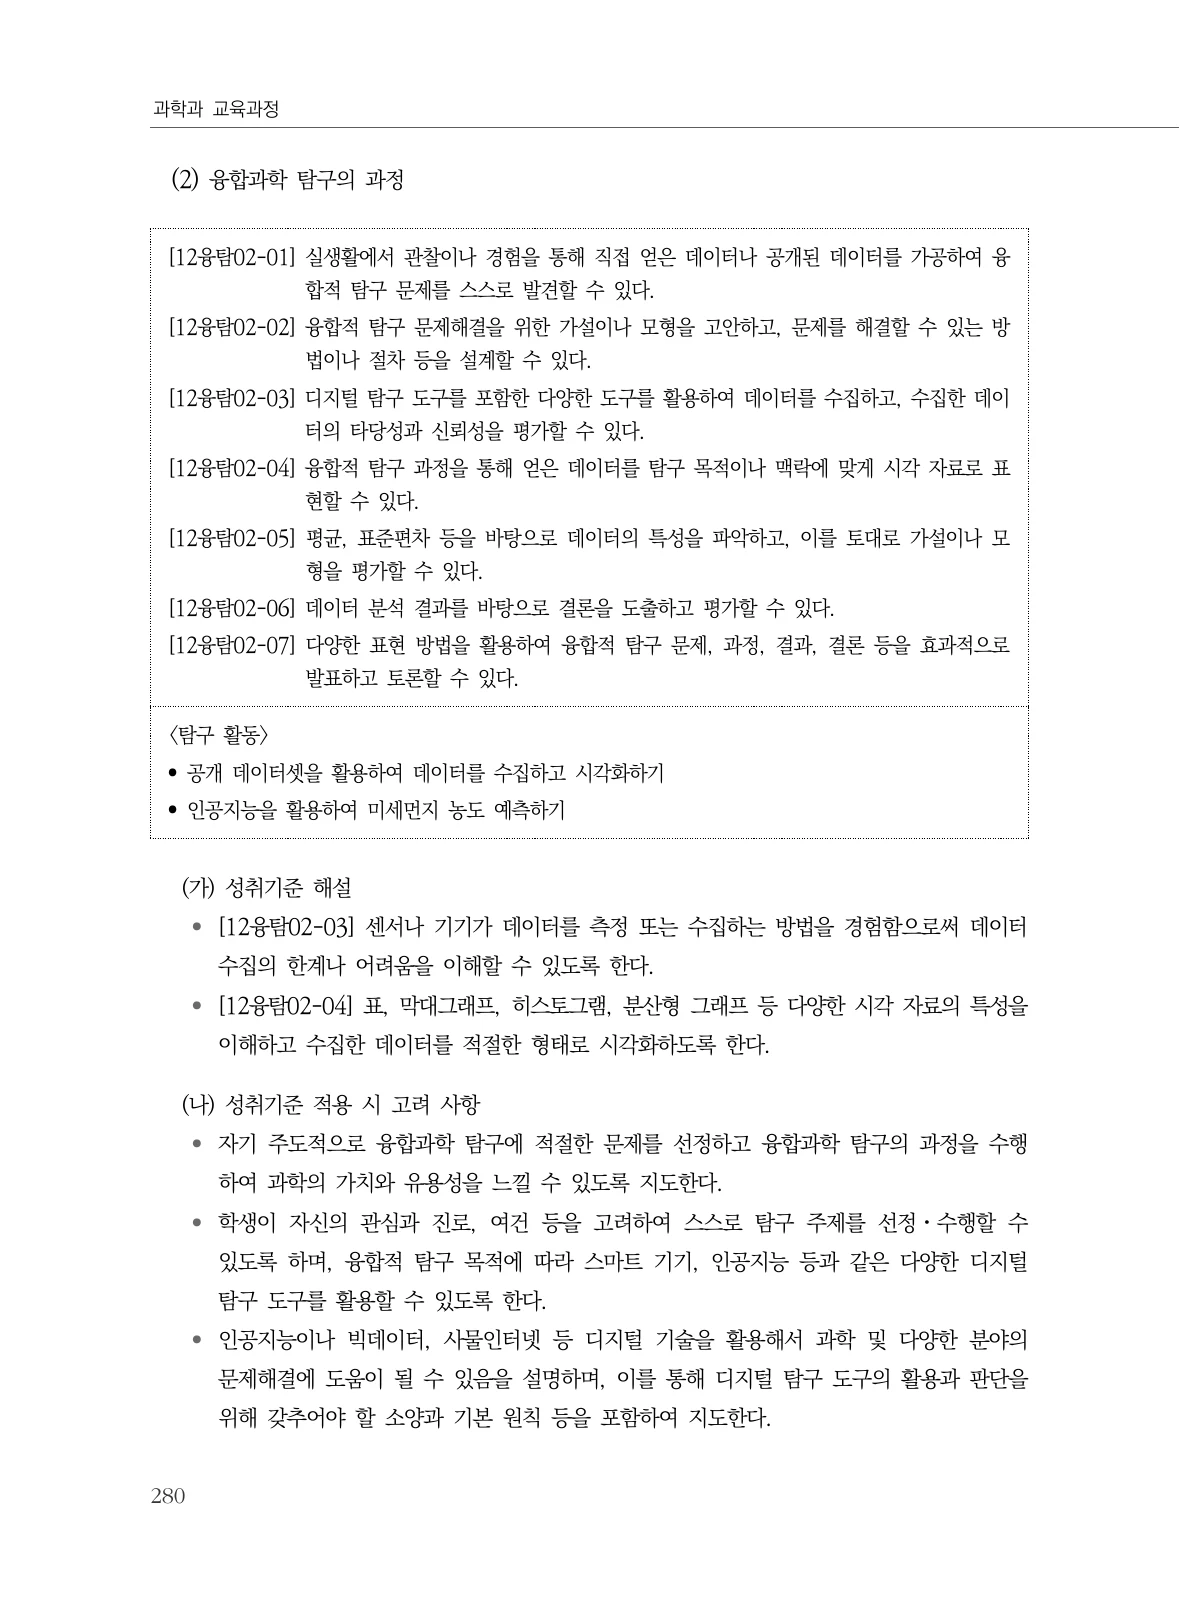 과학과 교육과정
(2) 융합과학 탐구의 과정
[12융탐02-01] 실생활에서 관찰이나 경험을 통해 직접 얻은 데이터나 공개된 데이터를 가공하여 융
합적 탐구 문제를 스스로 발견할 수 있다.
[12융탐02-02] 융합적 탐구 문제해결을 위한 가설이나 모형을 고안하고, 문제를 해결할 수 있는 방
법이나 절차 등을 설계할 수 있다.
[12융탐02-03] 디지털 탐구 도구를 포함한 다양한 도구를 활용하여 데이터를 수집하고, 수집한 데이
터의 타당성과 신뢰성을 평가할 수 있다.
[12융탐02-04] 융합적 탐구 과정을 통해 얻은 데이터를 탐구 목적이나 맥락에 맞게 시각 자료로 표
현할 수 있다.
[12융탐02-05] 평균, 표준편차 등을 바탕으로 데이터의 특성을 파악하고, 이를 토대로 가설이나 모
형을 평가할 수 있다.
[12융탐02-06] 데이터 분석 결과를 바탕으로 결론을 도출하고 평가할 수 있다.
[12융탐02-07] 다양한 표현 방법을 활용하여 융합적 탐구 문제, 과정, 결과, 결론 등을 효과적으로
발표하고 토론할 수 있다.
〈탐구 활동〉
• 공개 데이터셋을 활용하여 데이터를 수집하고 시각화하기
• 인공지능을 활용하여 미세먼지 농도 예측하기
(가) 성취기준 해설
• [12융탐02-03] 센서나 기기가 데이터를 측정 또는 수집하는 방법을 경험함으로써 데이터
수집의 한계나 어려움을 이해할 수 있도록 한다.
• [12융탐02-04] 표, 막대그래프, 히스토그램, 분산형 그래프 등 다양한 시각 자료의 특성을
이해하고 수집한 데이터를 적절한 형태로 시각화하도록 한다.
(나) 성취기준 적용 시 고려 사항
• 자기 주도적으로 융합과학 탐구에 적절한 문제를 선정하고 융합과학 탐구의 과정을 수행
하여 과학의 가치와 유용성을 느낄 수 있도록 지도한다.
• 학생이 자신의 관심과 진로, 여건 등을 고려하여 스스로 탐구 주제를 선정・수행할 수
있도록 하며, 융합적 탐구 목적에 따라 스마트 기기, 인공지능 등과 같은 다양한 디지털
탐구 도구를 활용할 수 있도록 한다.
• 인공지능이나 빅데이터, 사물인터넷 등 디지털 기술을 활용해서 과학 및 다양한 분야의
문제해결에 도움이 될 수 있음을 설명하며, 이를 통해 디지털 탐구 도구의 활용과 판단을
위해 갖추어야 할 소양과 기본 원칙 등을 포함하여 지도한다.
280